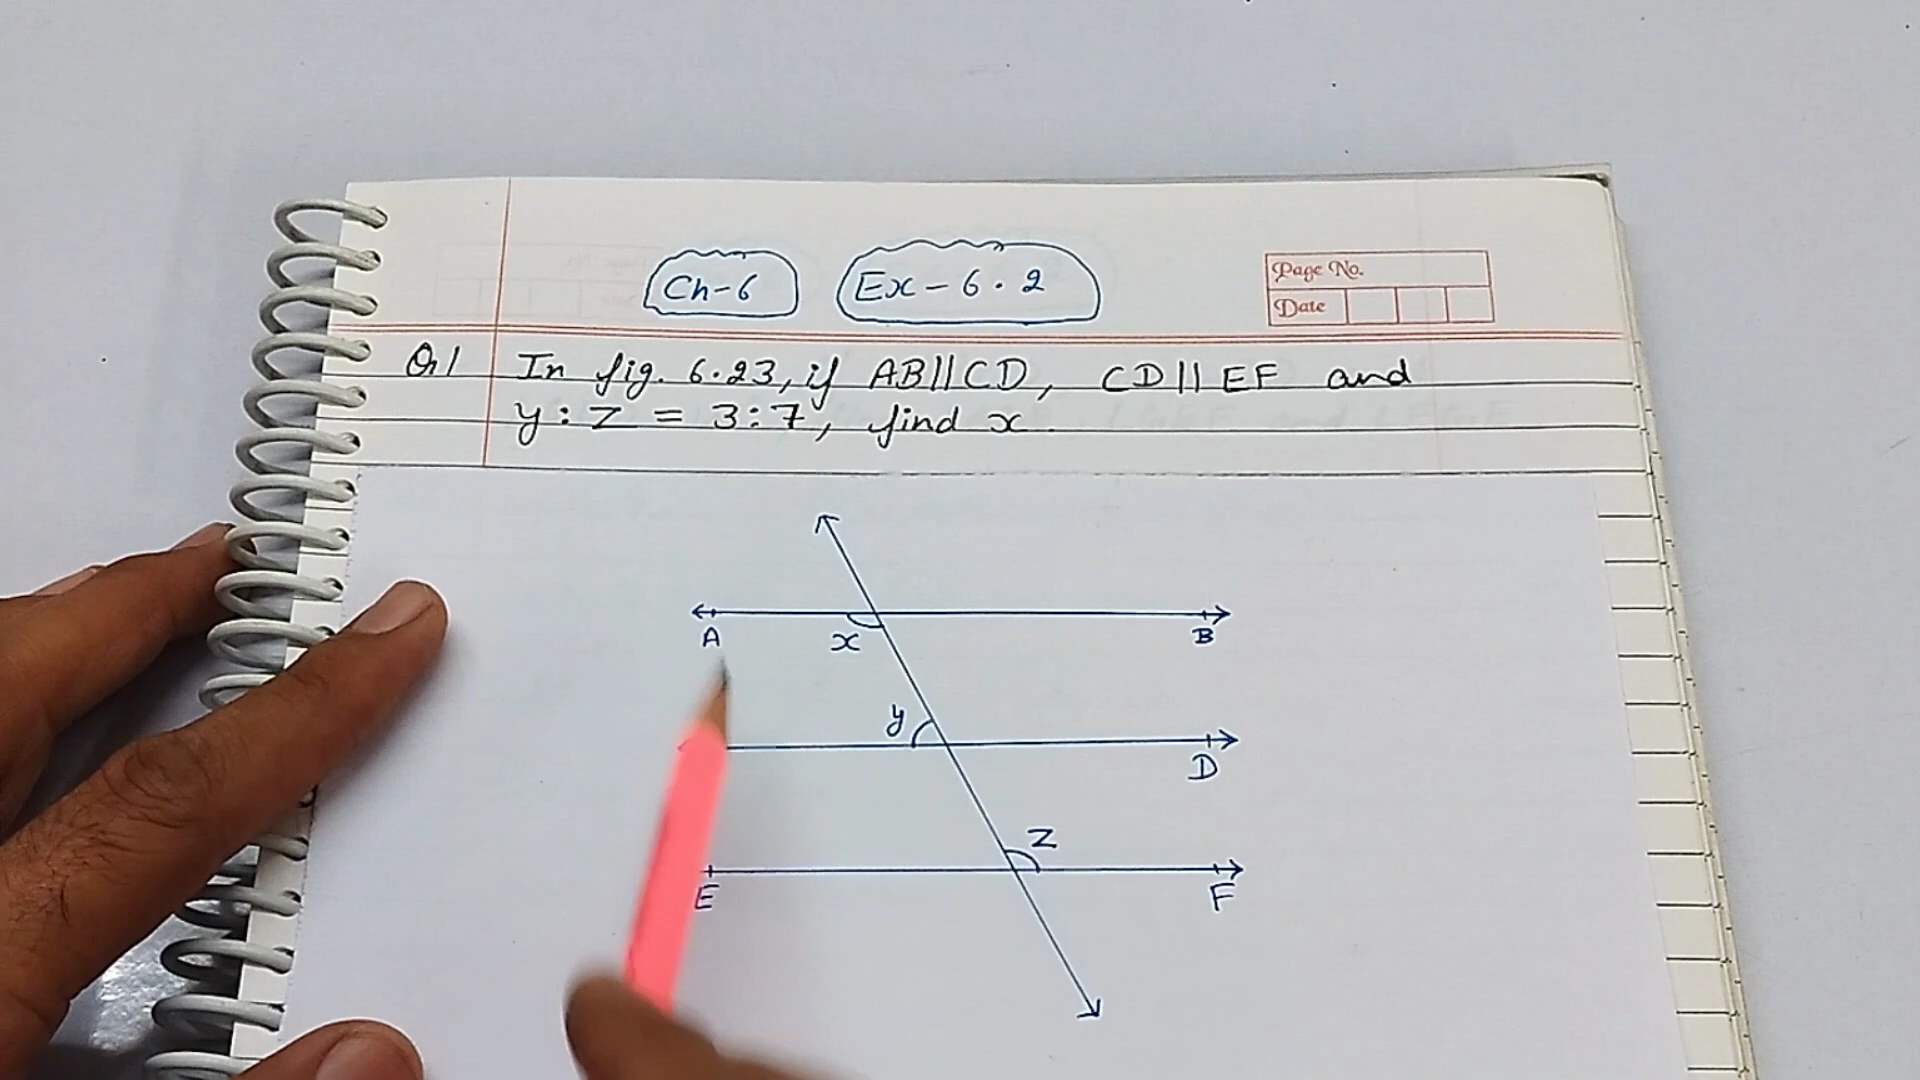 Ch-6 Ex-6.2
Page No.
Date
Q1 In fig. 6.23, if AB||CD, CD||EF and
y:z = 3:7, find x.
A x B
y D
z
E F